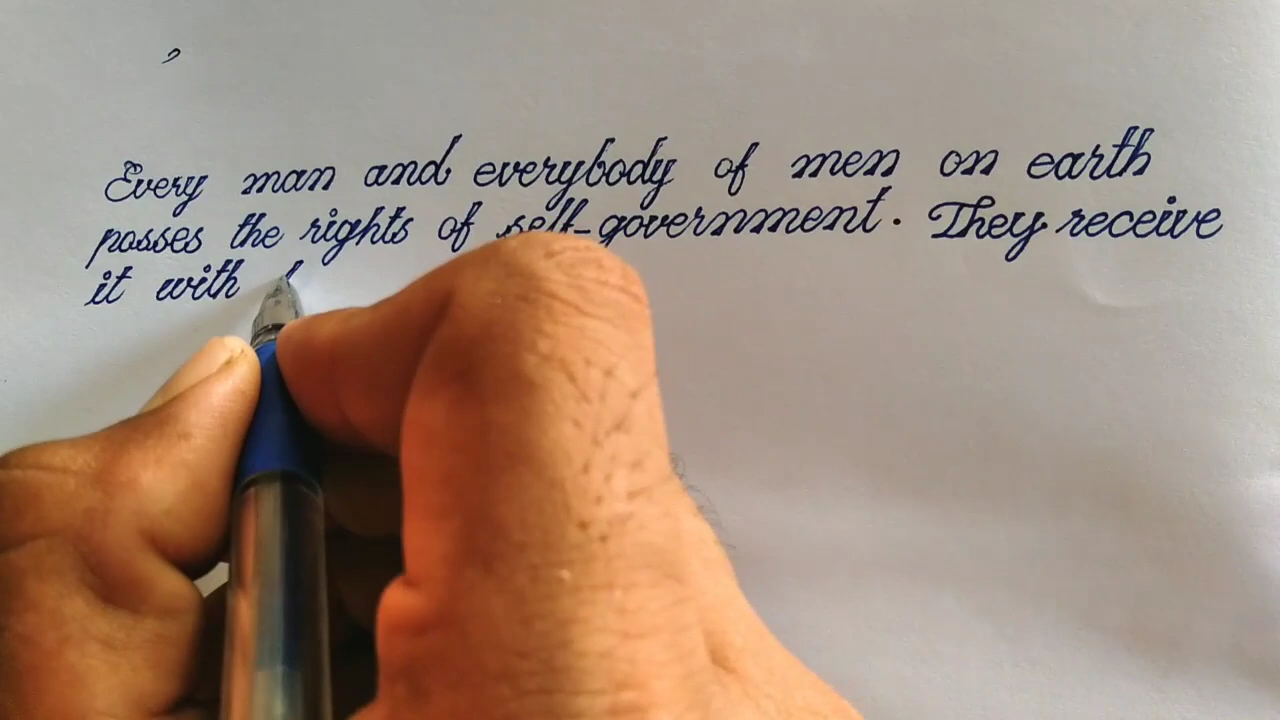 Every man and everybody of men on earth
posses the rights of self-government. They receive
it with